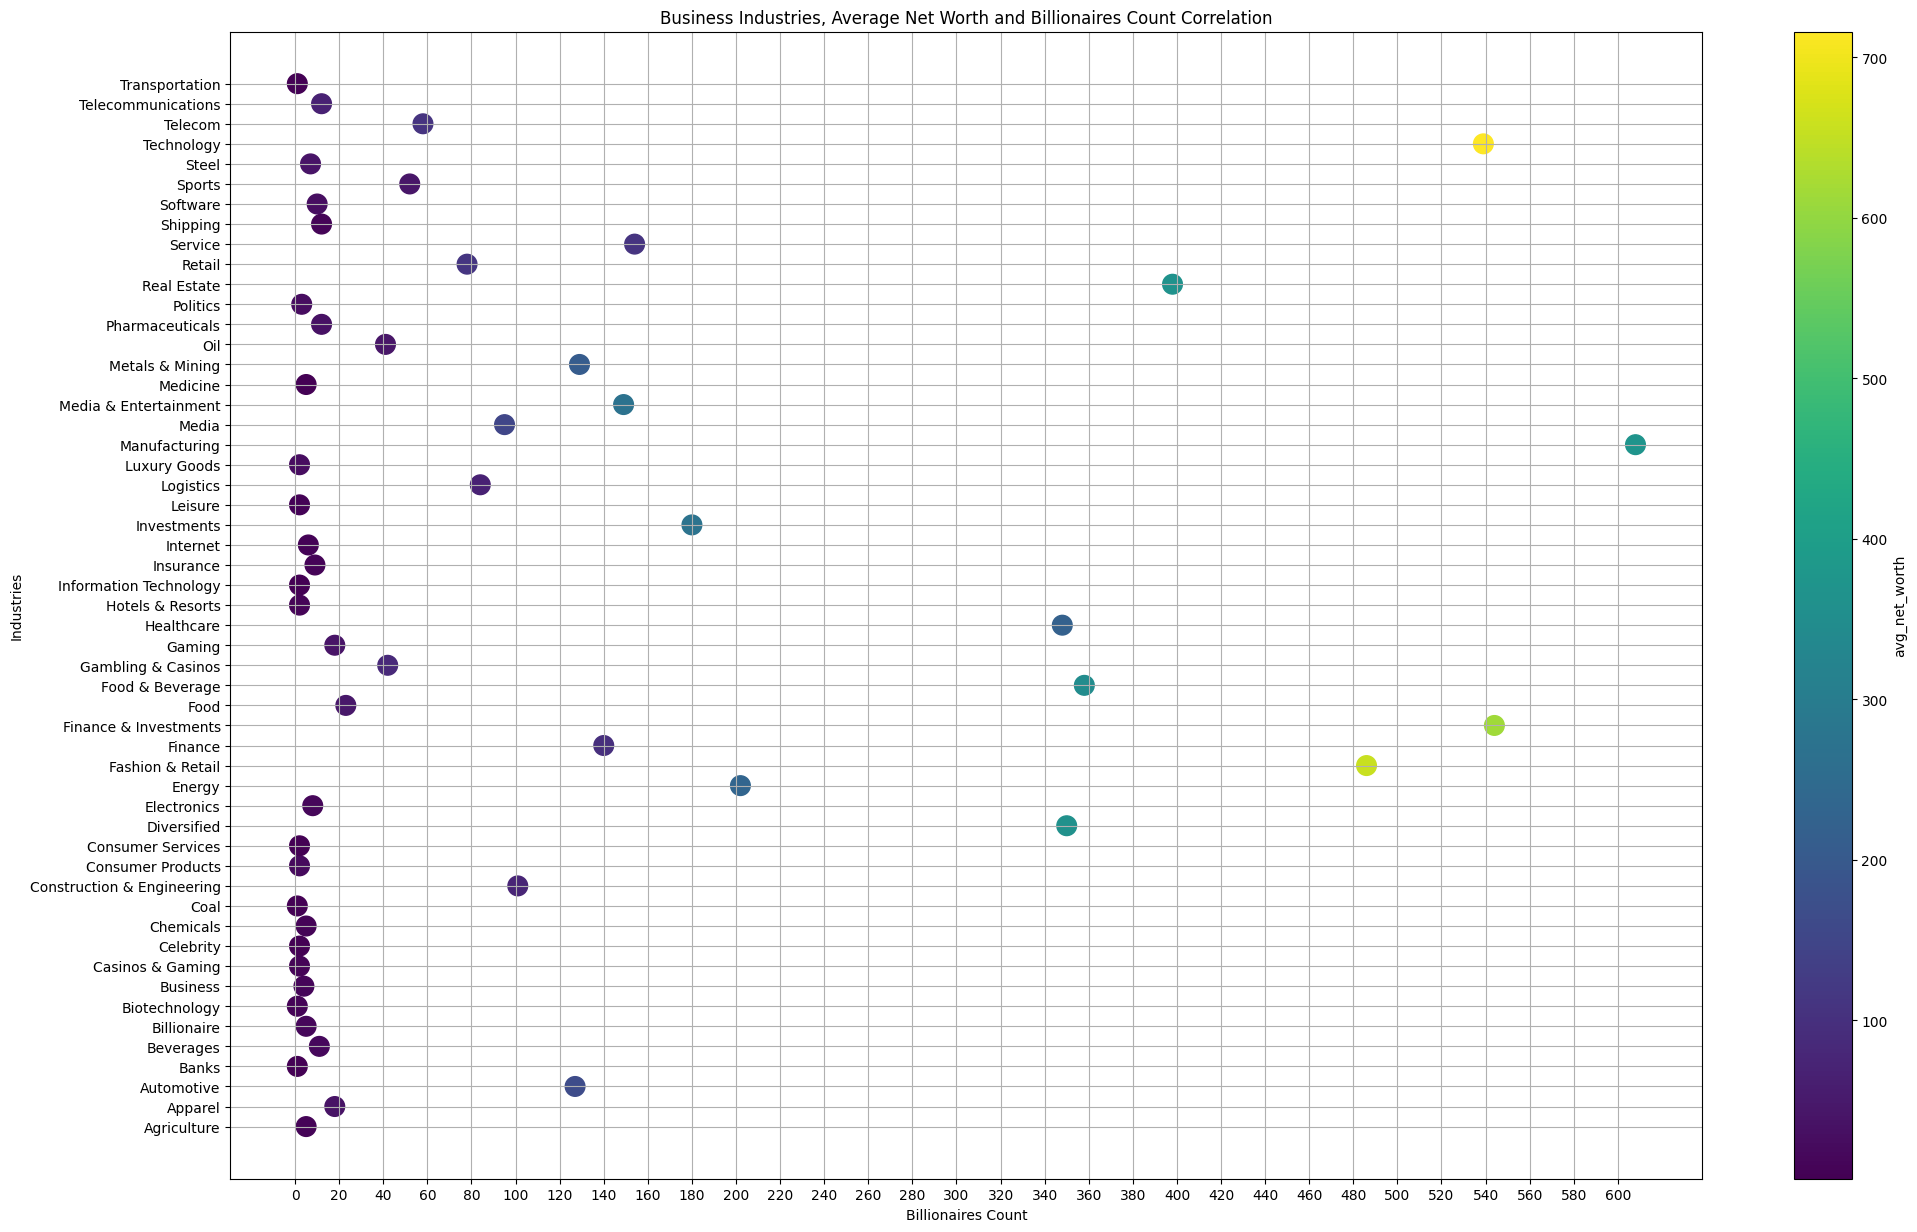 Business Industries, Average Net Worth and Billionaires Count Correlation
Industries
Transportation
Telecommunications
Telecom
Technology
Steel
Sports
Software
Shipping
Service
Retail
Real Estate
Politics
Pharmaceuticals
Oil
Metals & Mining
Medicine
Media & Entertainment
Media
Manufacturing
Luxury Goods
Logistics
Leisure
Investments
Internet
Insurance
Information Technology
Hotels & Resorts
Healthcare
Gaming
Gambling & Casinos
Food & Beverage
Food
Finance & Investments
Finance
Fashion & Retail
Energy
Electronics
Diversified
Consumer Services
Consumer Products
Construction & Engineering
Coal
Chemicals
Celebrity
Casinos & Gaming
Business
Biotechnology
Billionaire
Beverages
Banks
Automotive
Apparel
Agriculture
0 20 40 60 80 100 120 140 160 180 200 220 240 260 280 300 320 340 360 380 400 420 440 460 480 500 520 540 560 580 600
Billionaires Count
700
600
500
400
300
200
100
avg_net_worth